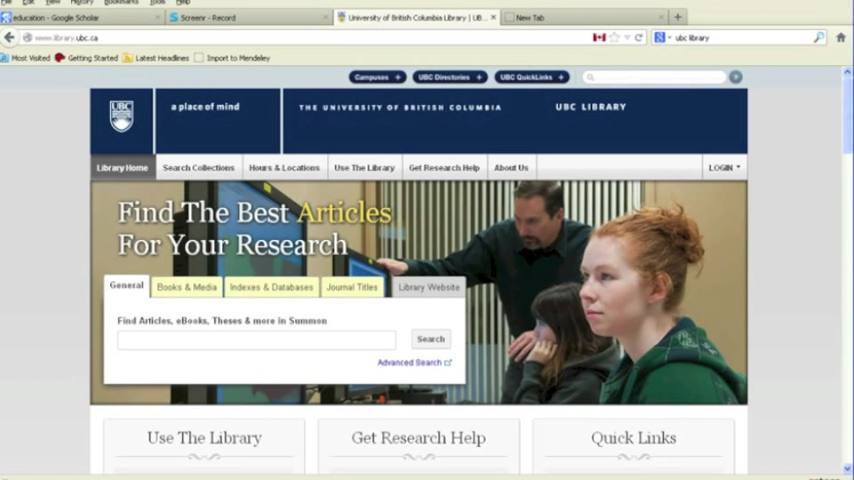 History Bookmarks Tools Help
education - Google Scholar
Screenr - Record
University of British Columbia Library | UB...
New Tab
www.library.ubc.ca
ubc library
Most Visited
Getting Started
Latest Headlines
Import to Mendeley
Campuses +
UBC Directories +
UBC QuickLinks +
UBC
a place of mind
THE UNIVERSITY OF BRITISH COLUMBIA
UBC LIBRARY
Library Home
Search Collections
Hours & Locations
Use The Library
Get Research Help
About Us
LOGIN
Find The Best Articles
For Your Research
General
Books & Media
Indexes & Databases
Journal Titles
Library Website
Find Articles, eBooks, Theses & more in Summon
Search
Advanced Search
Use The Library
Get Research Help
Quick Links